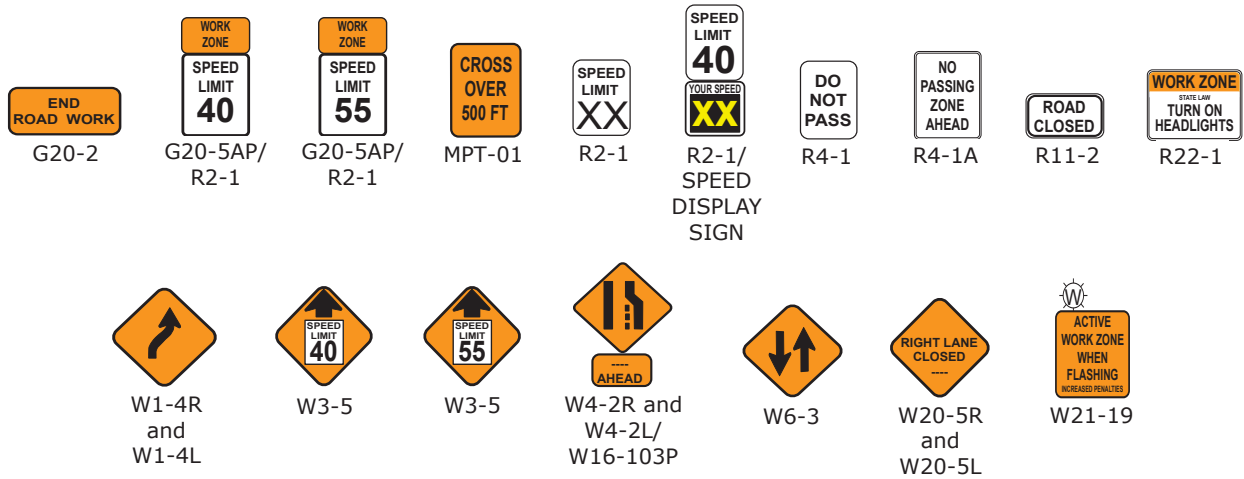 END
ROAD WORK
G20-2
WORK
ZONE
SPEED
LIMIT
40
G20-5AP/
R2-1
WORK
ZONE
SPEED
LIMIT
55
G20-5AP/
R2-1
CROSS
OVER
500 FT
MPT-01
SPEED
LIMIT
XX
R2-1
SPEED
LIMIT
40
YOUR SPEED
XX
R2-1/
SPEED
DISPLAY
SIGN
DO
NOT
PASS
R4-1
NO
PASSING
ZONE
AHEAD
R4-1A
ROAD
CLOSED
R11-2
WORK ZONE
STATE LAW
TURN ON
HEADLIGHTS
R22-1
W1-4R
and
W1-4L
SPEED
LIMIT
40
W3-5
SPEED
LIMIT
55
W3-5
----
AHEAD
W4-2R and
W4-2L/
W16-103P
W6-3
RIGHT LANE
CLOSED
----
W20-5R
and
W20-5L
W
ACTIVE
WORK ZONE
WHEN
FLASHING
INCREASED PENALTIES
W21-19